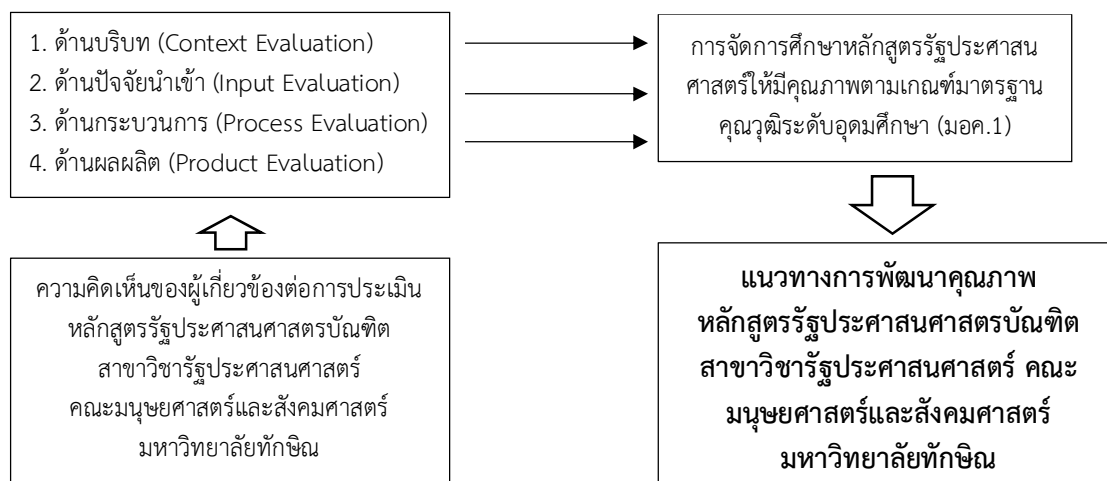 1. ด้านบริบท (Context Evaluation)
2. ด้านปัจจัยนำเข้า (Input Evaluation)
3. ด้านกระบวนการ (Process Evaluation)
4. ด้านผลผลิต (Product Evaluation)
การจัดการศึกษาหลักสูตรรัฐประศาสน
ศาสตร์ให้มีคุณภาพตามเกณฑ์มาตรฐาน
คุณวุฒิระดับอุดมศึกษา (มอค.1)
ความคิดเห็นของผู้เกี่ยวข้องต่อการประเมิน
หลักสูตรรัฐประศาสนศาสตรบัณฑิต
สาขาวิชารัฐประศาสนศาสตร์
คณะมนุษยศาสตร์และสังคมศาสตร์
มหาวิทยาลัยทักษิณ
แนวทางการพัฒนาคุณภาพ
หลักสูตรรัฐประศาสนศาสตรบัณฑิต
สาขาวิชารัฐประศาสนศาสตร์ คณะ
มนุษยศาสตร์และสังคมศาสตร์
มหาวิทยาลัยทักษิณ